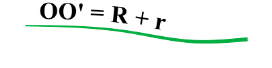 OO' = R + r